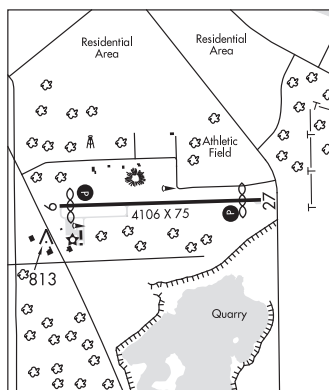 Residential
Area
Residential
Area
Athletic
Field
P
9
4106 X 75
P
27
813
Quarry
T
T
T
T